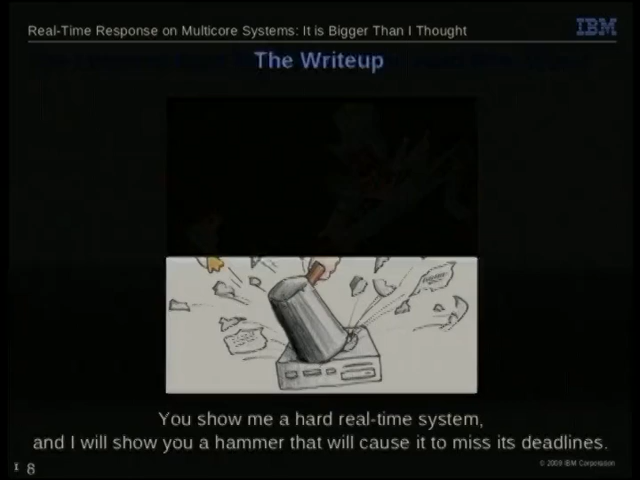 Real-Time Response on Multicore Systems: It is Bigger Than I Thought
IBM
The Writeup
You show me a hard real-time system,
and I will show you a hammer that will cause it to miss its deadlines.
8
© 2009 IBM Corporation